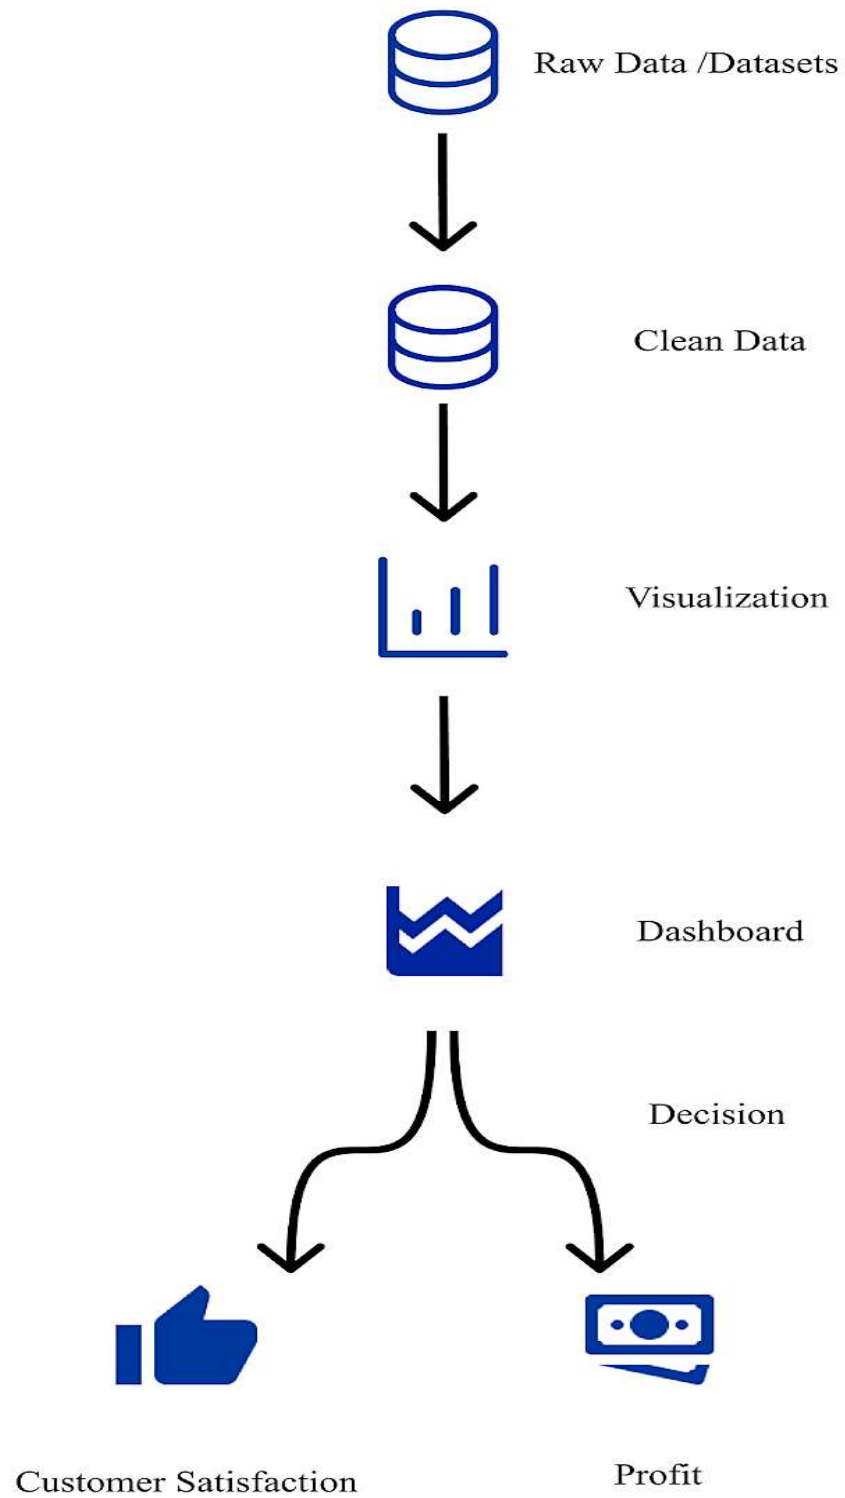 Raw Data /Datasets
Clean Data
Visualization
Dashboard
Decision
Customer Satisfaction
Profit